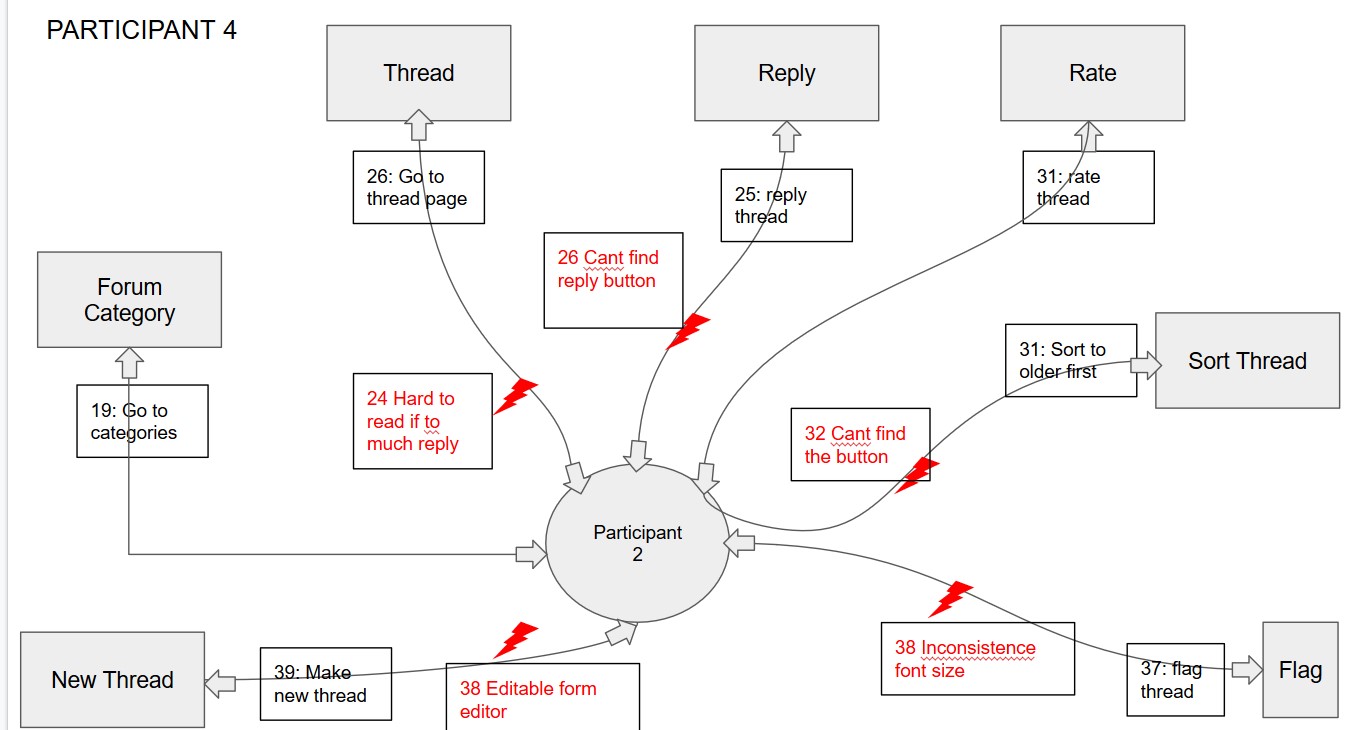 PARTICIPANT 4
Thread
Reply
Rate
26: Go to
thread page
25: reply
thread
31: rate
thread
26 Cant find
reply button
Forum
Category
31: Sort to
older first
Sort Thread
19: Go to
categories
24 Hard to
read if to
much reply
32 Cant find
the button
Participant
2
New Thread
39: Make
new thread
38 Editable form
editor
38 Inconsistence
font size
37: flag
thread
Flag